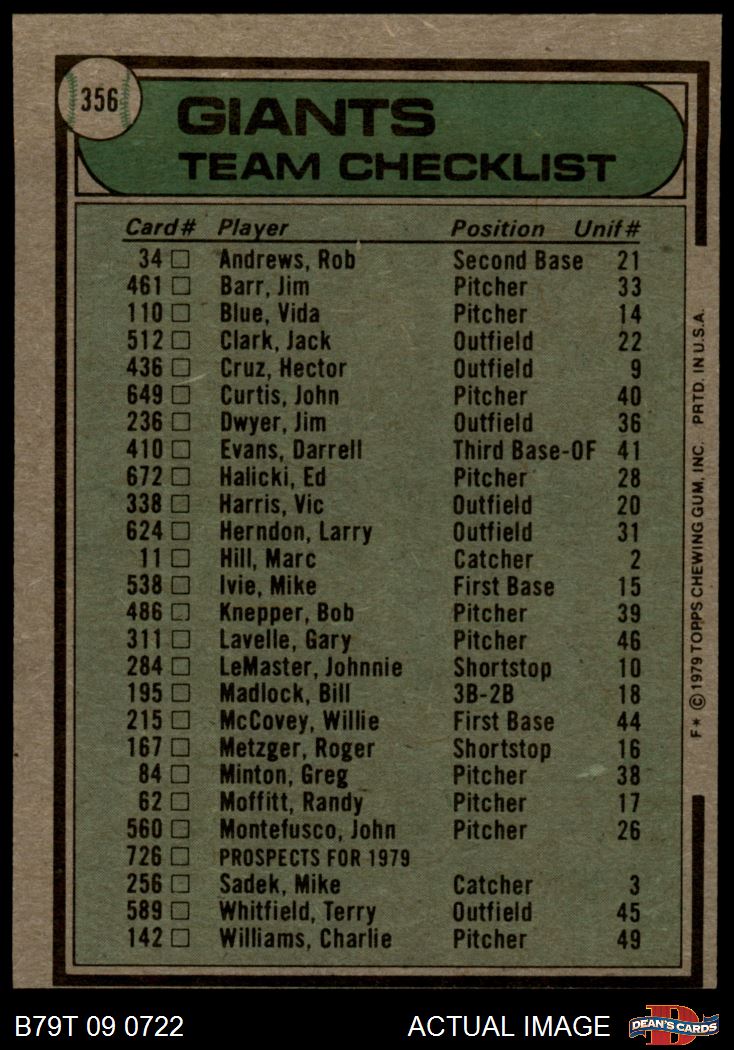 356
GIANTS
TEAM CHECKLIST
Card# Player Position Unif#
34 Andrews, Rob Second Base 21
461 Barr, Jim Pitcher 33
110 Blue, Vida Pitcher 14
512 Clark, Jack Outfield 22
436 Cruz, Hector Outfield 9
649 Curtis, John Pitcher 40
236 Dwyer, Jim Outfield 36
410 Evans, Darrell Third Base-OF 41
672 Halicki, Ed Pitcher 28
338 Harris, Vic Outfield 20
624 Herndon, Larry Outfield 31
11 Hill, Marc Catcher 2
538 Ivie, Mike First Base 15
486 Knepper, Bob Pitcher 39
311 Lavelle, Gary Pitcher 46
284 LeMaster, Johnnie Shortstop 10
195 Madlock, Bill 3B-2B 18
215 McCovey, Willie First Base 44
167 Metzger, Roger Shortstop 16
84 Minton, Greg Pitcher 38
62 Moffitt, Randy Pitcher 17
560 Montefusco, John Pitcher 26
726 PROSPECTS FOR 1979
256 Sadek, Mike Catcher 3
589 Whitfield, Terry Outfield 45
142 Williams, Charlie Pitcher 49
F* © 1979 TOPPS CHEWING GUM, INC. PRTD. IN U.S.A.
B79T 09 0722 ACTUAL IMAGE DEAN'S CARDS